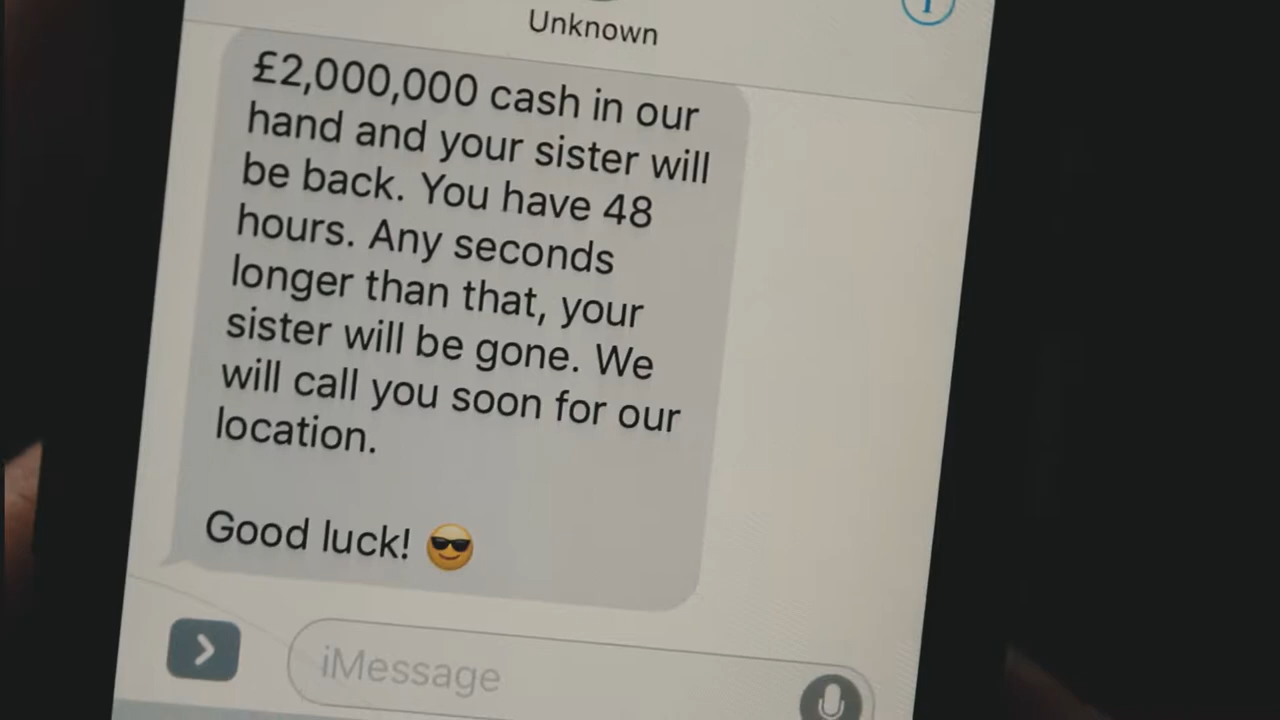 Unknown
£2,000,000 cash in our
hand and your sister will
be back. You have 48
hours. Any seconds
longer than that, your
sister will be gone. We
will call you soon for our
location.
Good luck! 😎
iMessage